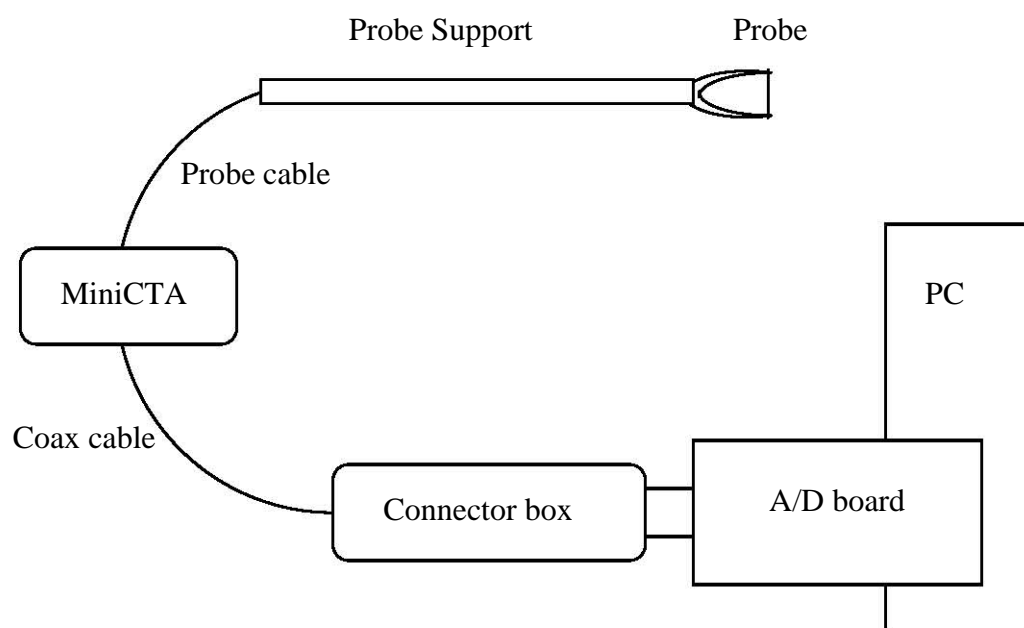 Probe Support
Probe
Probe cable
MiniCTA
PC
Coax cable
Connector box
A/D board